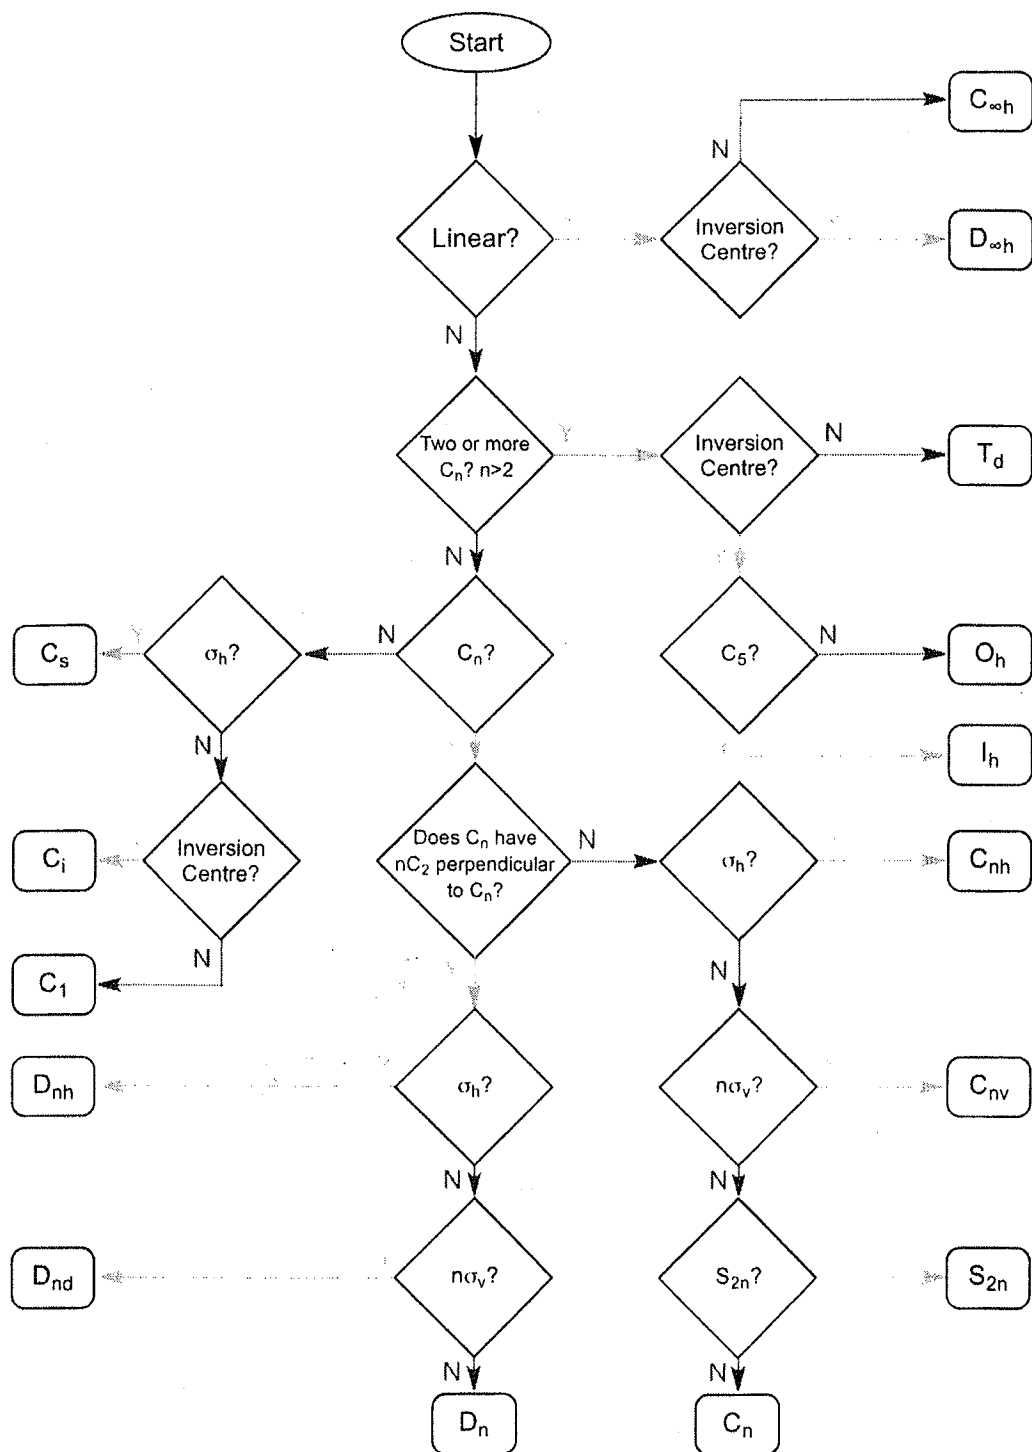 Start
C∞h
N
Linear?
Inversion
Centre?
D∞h
N
Two or more
Cn? n>2
Y
Inversion
Centre?
N
Td
N
Cs
Y
σh?
N
Cn?
C5?
N
Oh
N
Ih
Ci
Inversion
Centre?
Does Cn have
nC2 perpendicular
to Cn?
N
σh?
Cnh
N
C1
N
Y
Dnh
σh?
nσv?
Cnv
N
N
Dnd
nσv?
S2n?
S2n
N
N
Dn
Cn